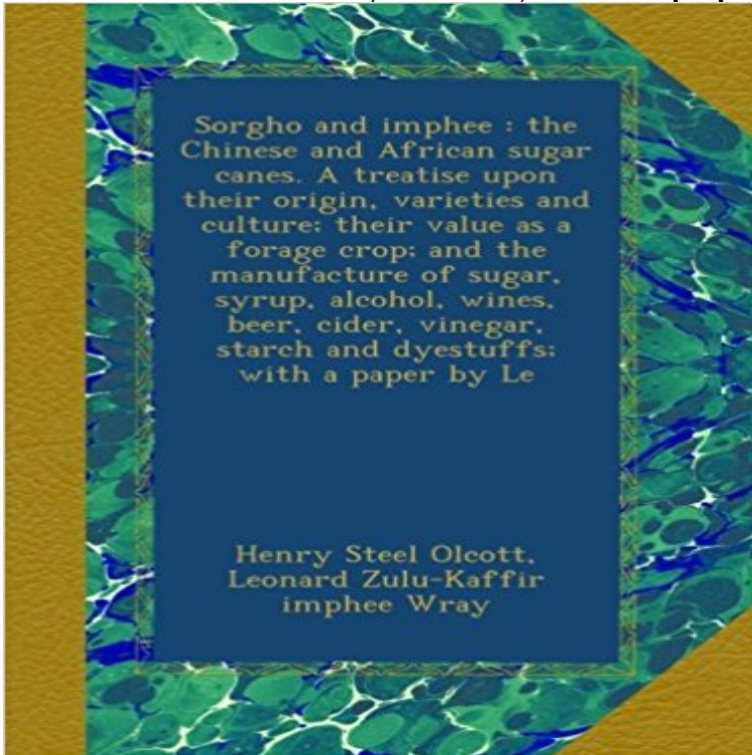 Sorgho and imphee : the
Chinese and African sugar
canes. A treatise upon
their origin, varieties and
culture; their value as a
forage crop; and the
manufacture of sugar,
syrup, alcohol, wines,
beer, cider, vinegar,
starch and dyestuffs;
with a paper by Le
Henry Steel Olcott,
Leonard Zulu-Kaffir
imphee Wray